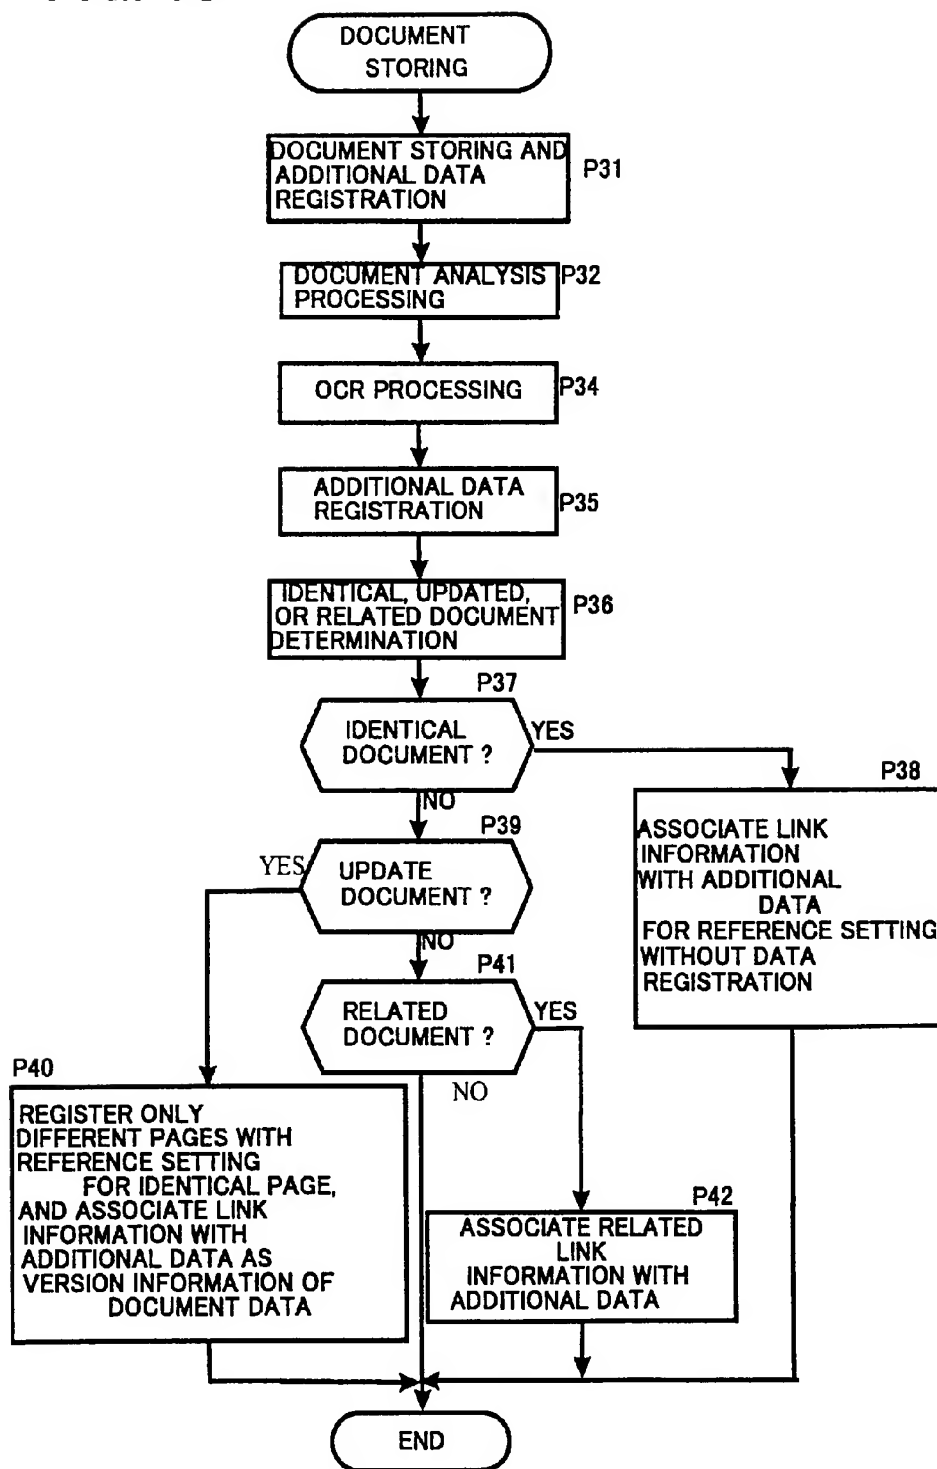 DOCUMENT
STORING
DOCUMENT STORING AND
ADDITIONAL DATA
REGISTRATION
P31
DOCUMENT ANALYSIS
PROCESSING
P32
OCR PROCESSING
P34
ADDITIONAL DATA
REGISTRATION
P35
IDENTICAL, UPDATED,
OR RELATED DOCUMENT
DETERMINATION
P36
P37
IDENTICAL
DOCUMENT ?
YES
NO
P38
ASSOCIATE LINK
INFORMATION
WITH ADDITIONAL
DATA
FOR REFERENCE SETTING
WITHOUT DATA
REGISTRATION
P39
YES
UPDATE
DOCUMENT ?
NO
P41
RELATED
DOCUMENT ?
YES
NO
P40
REGISTER ONLY
DIFFERENT PAGES WITH
REFERENCE SETTING
FOR IDENTICAL PAGE,
AND ASSOCIATE LINK
INFORMATION WITH
ADDITIONAL DATA AS
VERSION INFORMATION OF
DOCUMENT DATA
P42
ASSOCIATE RELATED
LINK
INFORMATION WITH
ADDITIONAL DATA
END